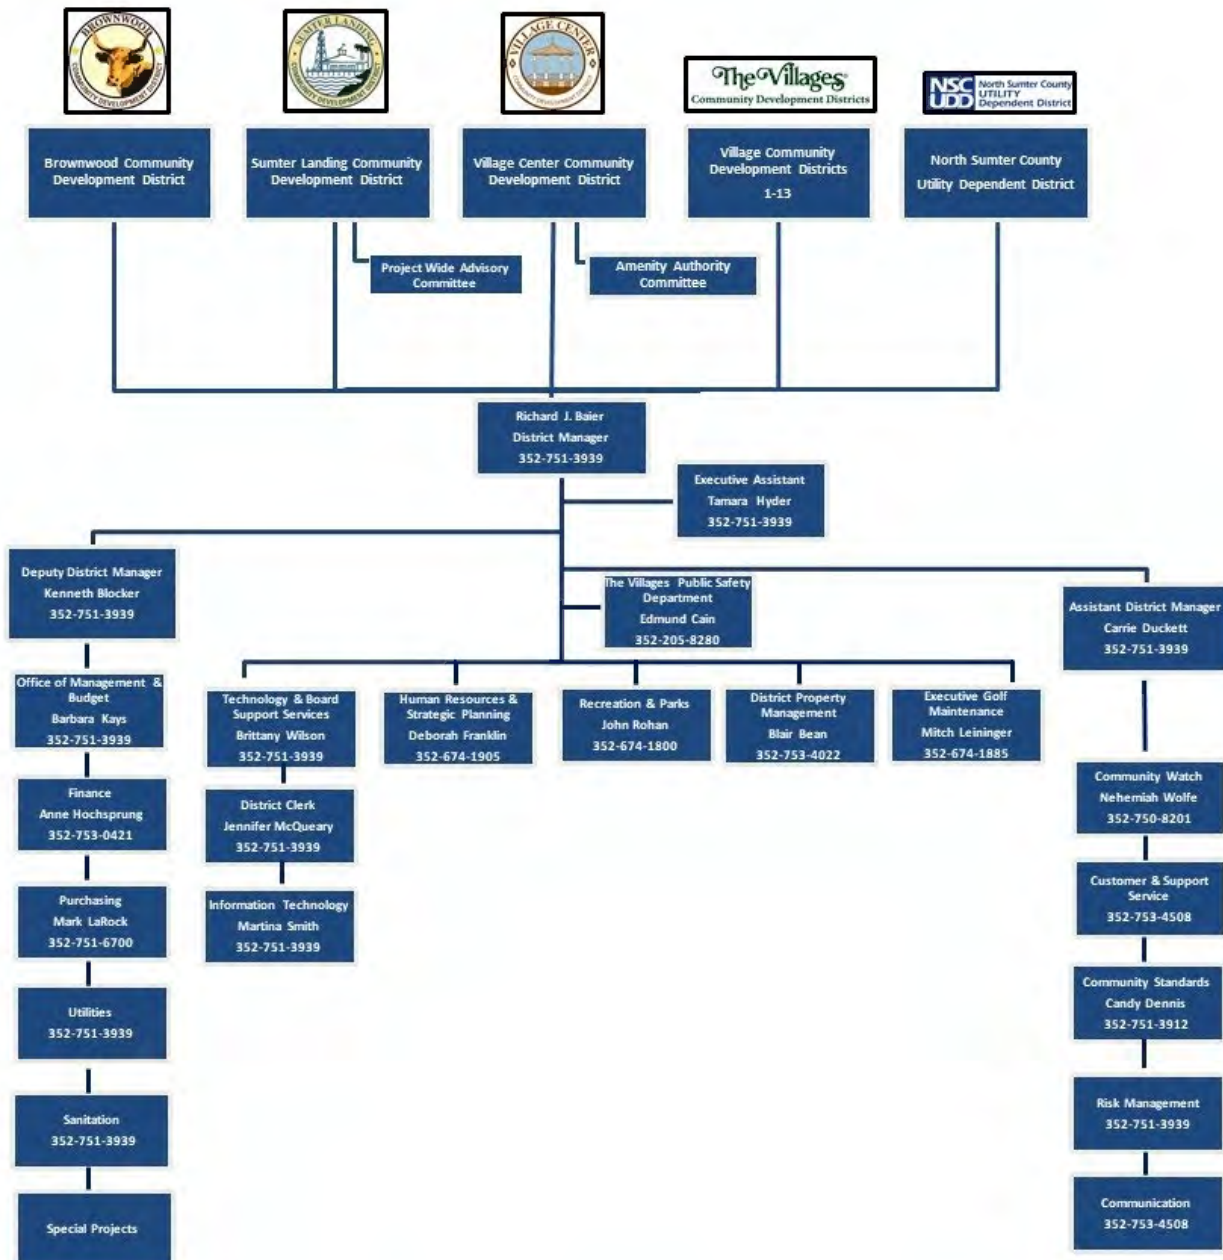 BROWNWOOD
COMMUNITY DEVELOPMENT DISTRICT
SUMTER LANDING
COMMUNITY DEVELOPMENT DISTRICT
VILLAGE CENTER
COMMUNITY DEVELOPMENT DISTRICT
The Villages®
Community Development Districts
NSC
UDD
North Sumter County
UTILITY
Dependent District
Brownwood Community
Development District
Sumter Landing Community
Development District
Village Center Community
Development District
Village Community
Development Districts
1-13
North Sumter County
Utility Dependent District
Project Wide Advisory
Committee
Amenity Authority
Committee
Richard J. Baier
District Manager
352-751-3939
Executive Assistant
Tamara Hyder
352-751-3939
Deputy District Manager
Kenneth Blocker
352-751-3939
The Villages Public Safety
Department
Edmund Cain
352-205-8280
Assistant District Manager
Carrie Duckett
352-751-3939
Office of Management &
Budget
Barbara Kays
352-751-3939
Technology & Board
Support Services
Brittany Wilson
352-751-3939
Human Resources &
Strategic Planning
Deborah Franklin
352-674-1905
Recreation & Parks
John Rohan
352-674-1800
District Property
Management
Blair Bean
352-753-4022
Executive Golf
Maintenance
Mitch Leininger
352-674-1885
Finance
Anne Hochsprung
352-753-0421
District Clerk
Jennifer McQueary
352-751-3939
Community Watch
Nehemiah Wolfe
352-750-8201
Purchasing
Mark LaRock
352-751-6700
Information Technology
Martina Smith
352-751-3939
Customer & Support
Service
352-753-4508
Utilities
352-751-3939
Community Standards
Candy Dennis
352-751-3912
Sanitation
352-751-3939
Risk Management
352-751-3939
Special Projects
Communication
352-753-4508